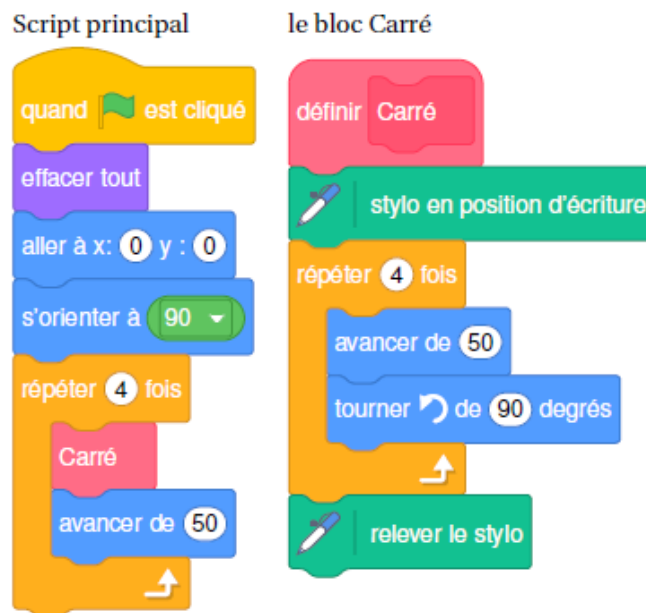 Script principal
quand est cliqué
effacer tout
aller à x: 0 y : 0
s'orienter à 90
répéter 4 fois
Carré
avancer de 50
le bloc Carré
définir Carré
stylo en position d'écriture
répéter 4 fois
avancer de 50
tourner de 90 degrés
relever le stylo